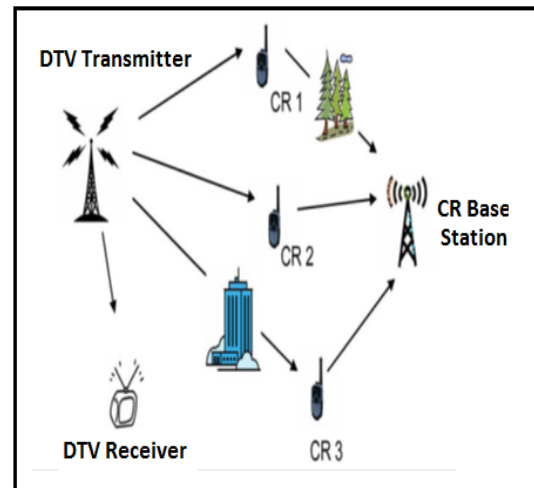 DTV Transmitter
CR 1
CR 2
CR Base
Station
CR 3
DTV Receiver